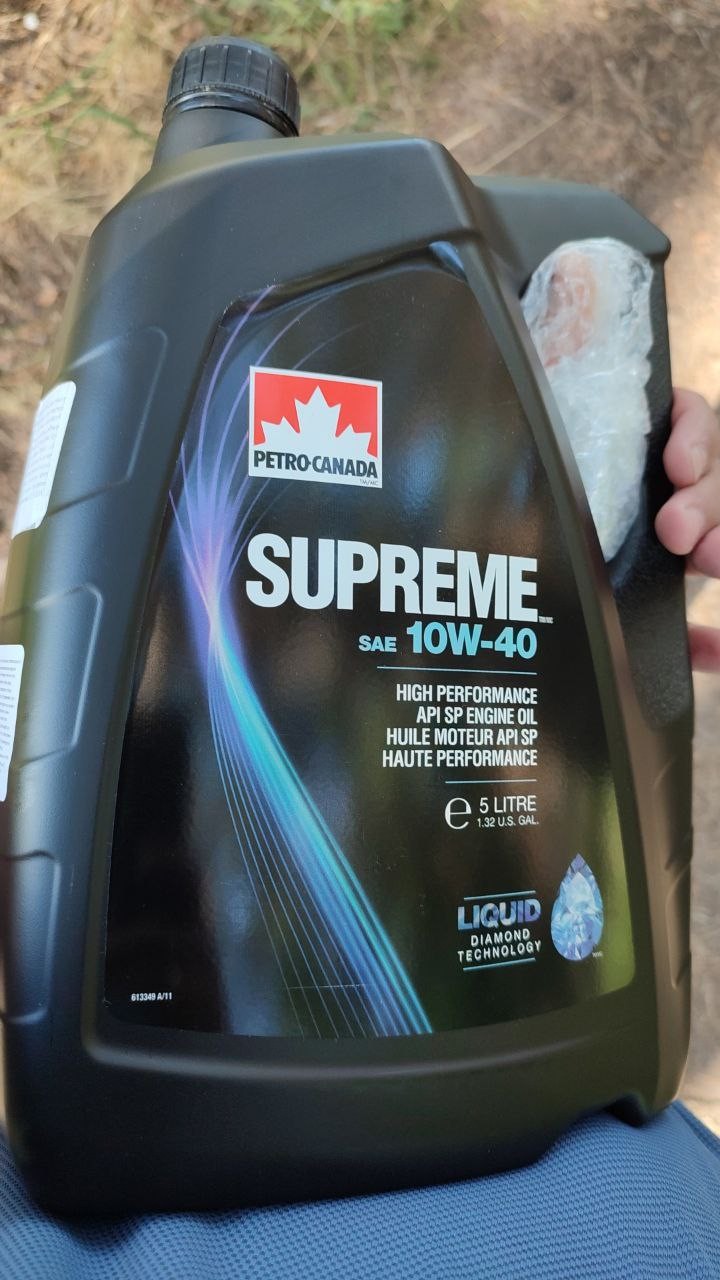 PETRO-CANADA
TM/MC
SUPREME
TM/MC
SAE 10W-40
HIGH PERFORMANCE
API SP ENGINE OIL
HUILE MOTEUR API SP
HAUTE PERFORMANCE
e 5 LITRE
1.32 U.S. GAL.
LIQUID
DIAMOND
TECHNOLOGY
613349 A/11